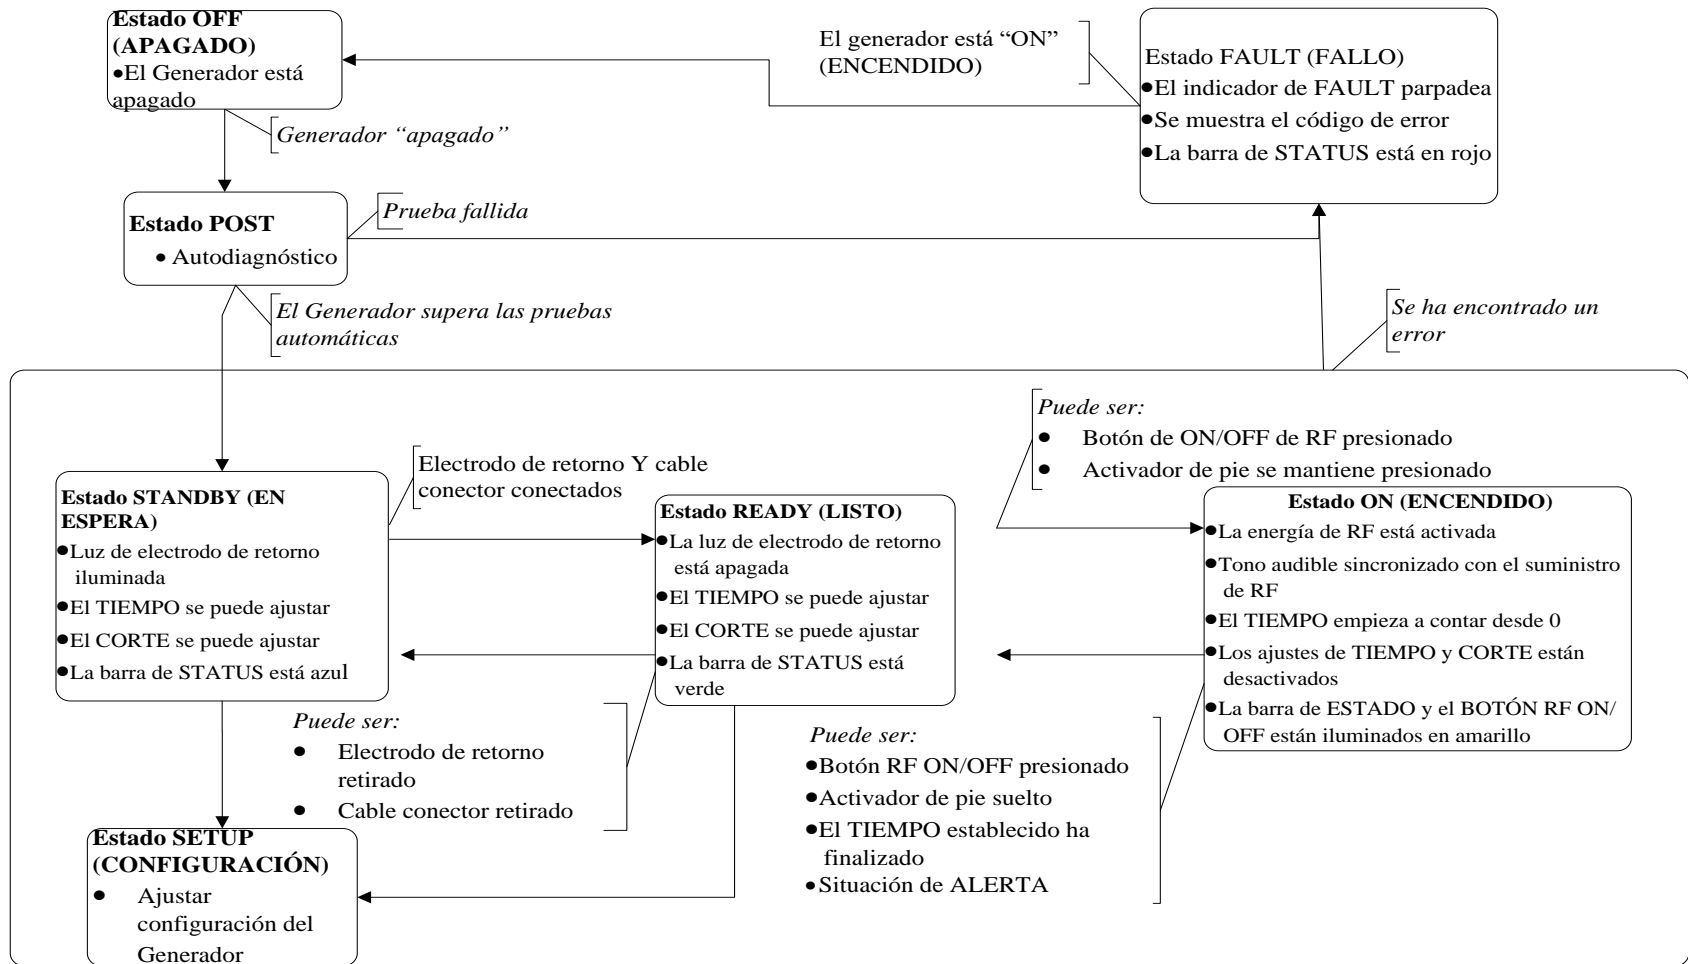 Estado OFF
(APAGADO)
•El Generador está
apagado
Generador “apagado”
El generador está “ON”
(ENCENDIDO)
Estado FAULT (FALLO)
•El indicador de FAULT parpadea
•Se muestra el código de error
•La barra de STATUS está en rojo
Estado POST
• Autodiagnóstico
Prueba fallida
El Generador supera las pruebas
automáticas
Se ha encontrado un
error
Puede ser:
• Botón de ON/OFF de RF presionado
• Activador de pie se mantiene presionado
Electrodo de retorno Y cable
conector conectados
Estado STANDBY (EN
ESPERA)
•Luz de electrodo de retorno
iluminada
•El TIEMPO se puede ajustar
•El CORTE se puede ajustar
•La barra de STATUS está azul
Estado READY (LISTO)
•La luz de electrodo de retorno
está apagada
•El TIEMPO se puede ajustar
•El CORTE se puede ajustar
•La barra de STATUS está
verde
Estado ON (ENCENDIDO)
•La energía de RF está activada
•Tono audible sincronizado con el suministro
de RF
•El TIEMPO empieza a contar desde 0
•Los ajustes de TIEMPO y CORTE están
desactivados
•La barra de ESTADO y el BOTÓN RF ON/
OFF están iluminados en amarillo
Puede ser:
• Electrodo de retorno
retirado
• Cable conector retirado
Puede ser:
•Botón RF ON/OFF presionado
•Activador de pie suelto
•El TIEMPO establecido ha
finalizado
•Situación de ALERTA
Estado SETUP
(CONFIGURACIÓN)
• Ajustar
configuración del
Generador